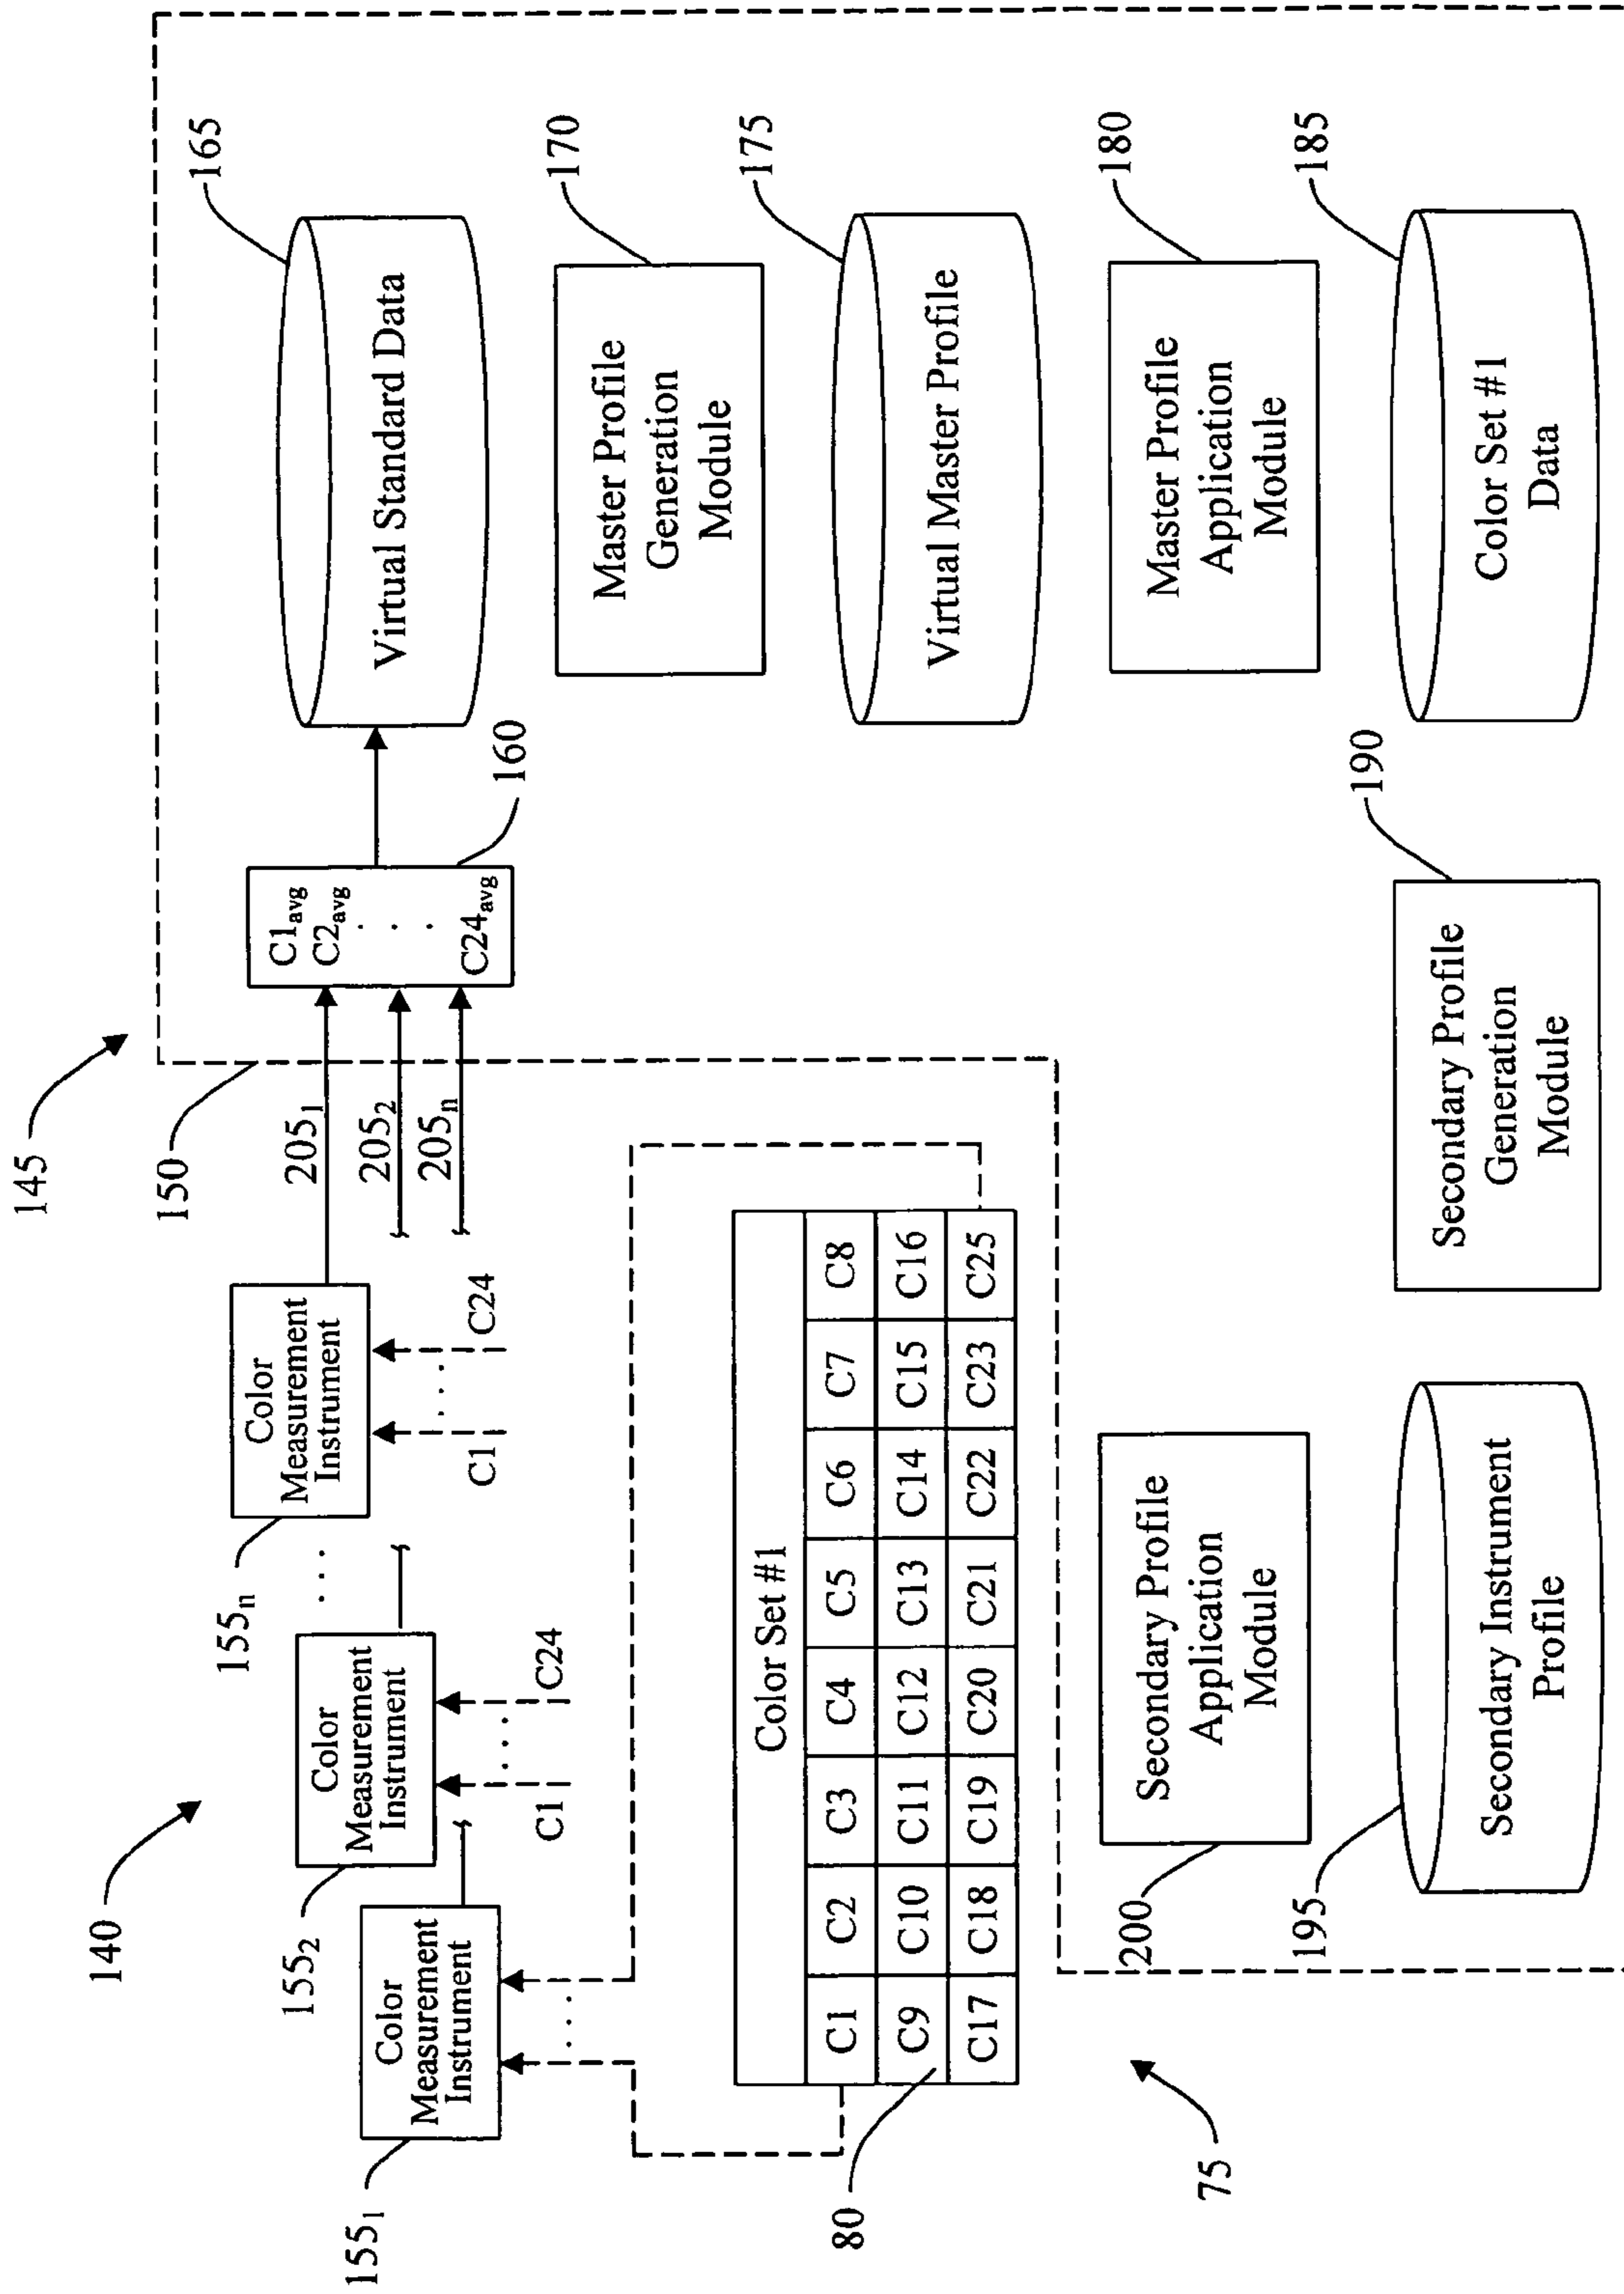 145
140
150
155₁
Color
Measurement
Instrument
155₂
Color
Measurement
Instrument
C1
. . . .
C24
155ₙ
. . .
Color
Measurement
Instrument
C1
. . . .
C24
. . .
205₁
205₂
205ₙ
C1avg
C2avg
. . .
C24avg
160
Virtual Standard Data
165
Master Profile
Generation
Module
170
Virtual Master Profile
175
Master Profile
Application
Module
180
Color Set #1
Data
185
Color Set #1
C1 C2 C3 C4 C5 C6 C7 C8
C9 C10 C11 C12 C13 C14 C15 C16
C17 C18 C19 C20 C21 C22 C23 C25
80
75
Secondary Profile
Application
Module
200
Secondary Instrument
Profile
195
Secondary Profile
Generation
Module
190